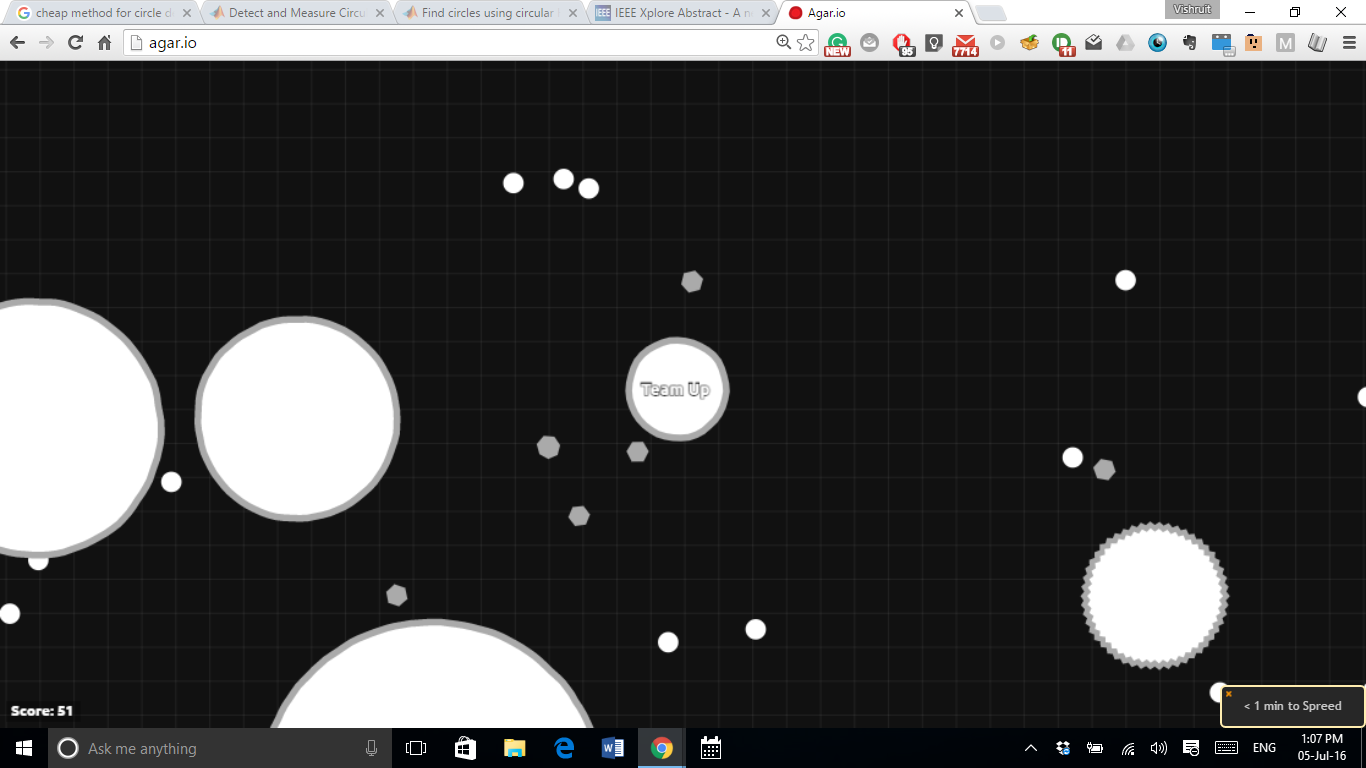 cheap method for circle d
Detect and Measure Circu
Find circles using circular
IEEE Xplore Abstract - A n
Agar.io
Vishruit
agar.io
NEW
95
7714
11
M
Team Up
Score: 51
< 1 min to Spreed
Ask me anything
ENG
1:07 PM
05-Jul-16